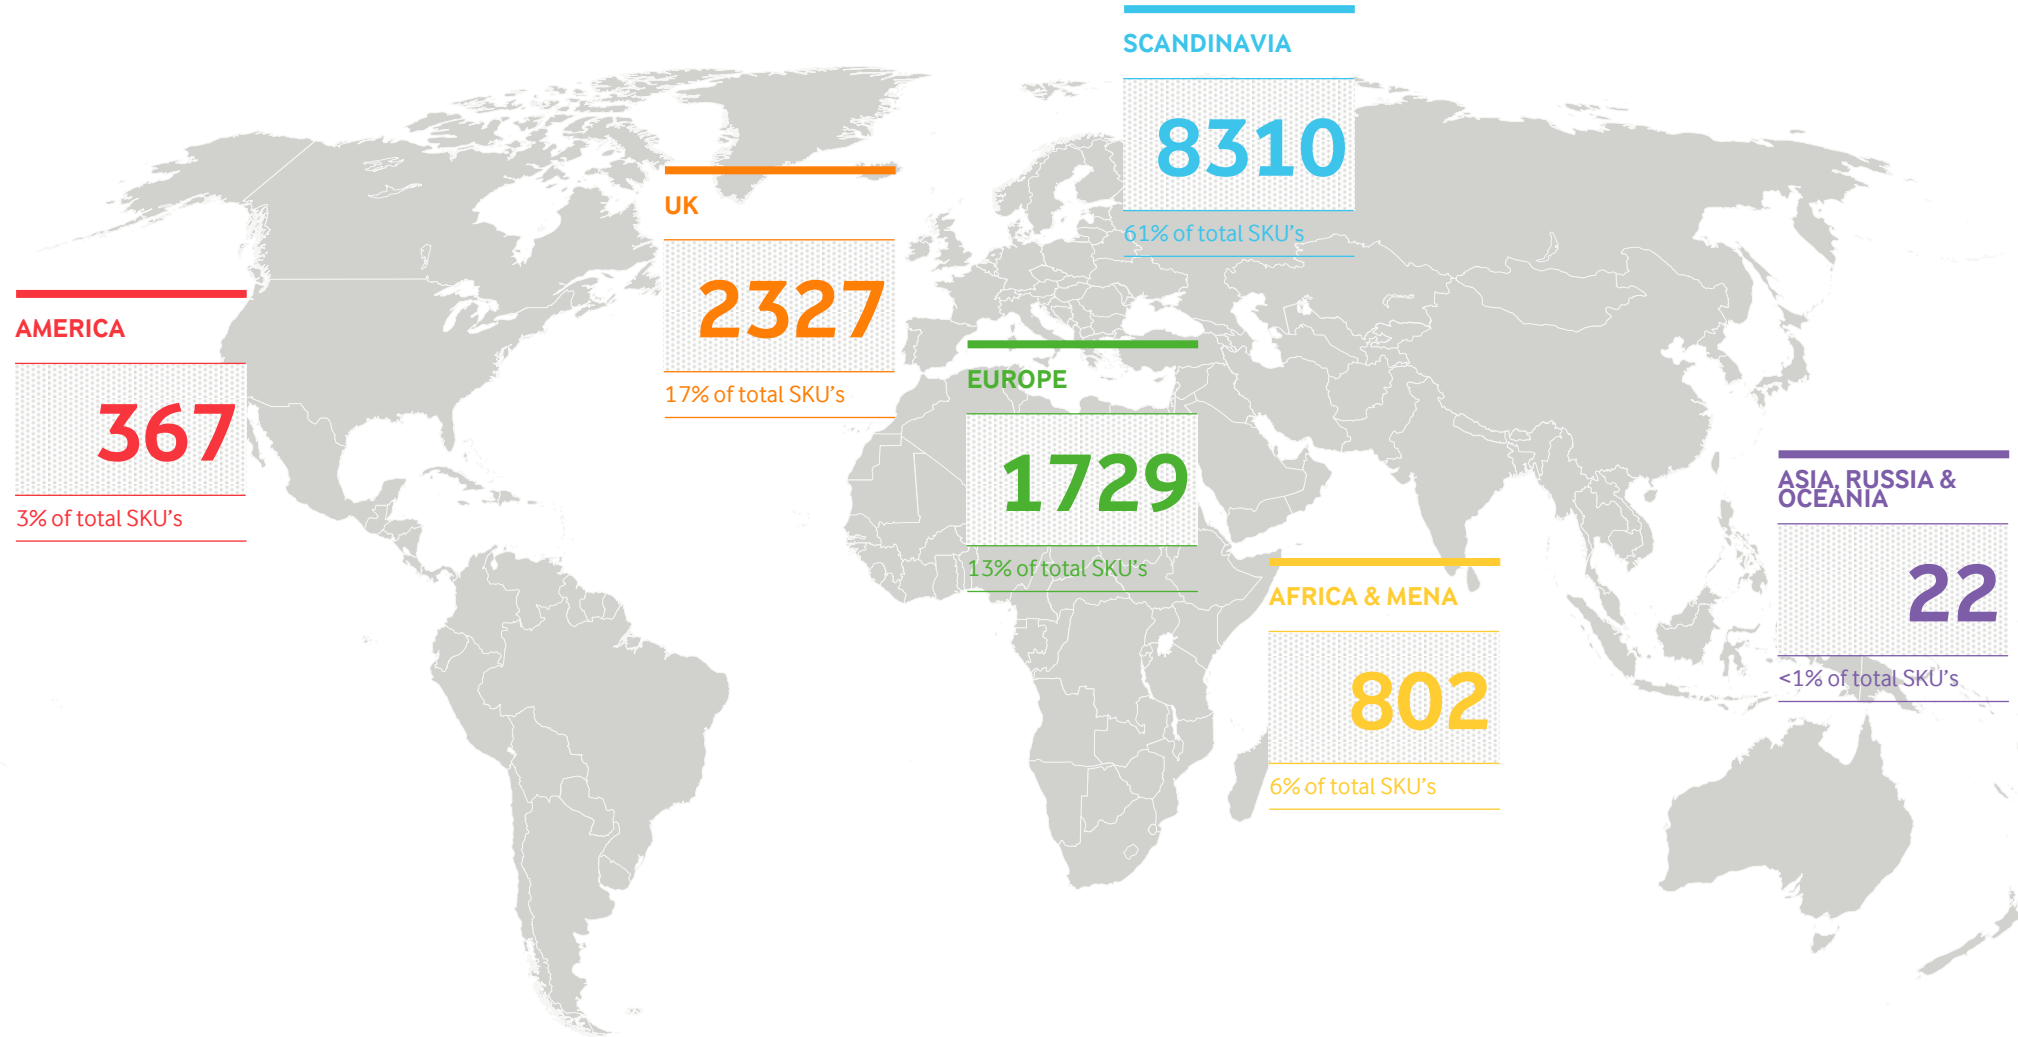 SCANDINAVIA
8310
61% of total SKU's
UK
2327
17% of total SKU's
AMERICA
367
3% of total SKU's
EUROPE
1729
13% of total SKU's
ASIA, RUSSIA &
OCEANIA
22
<1% of total SKU's
AFRICA & MENA
802
6% of total SKU's